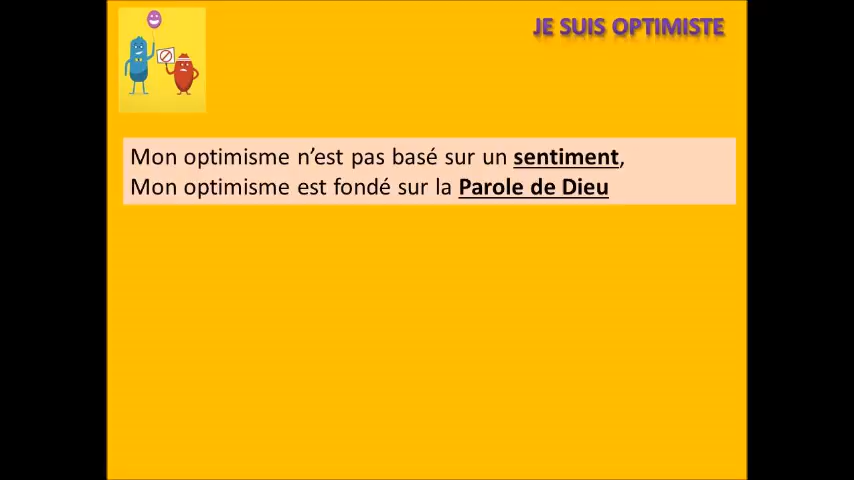 JE SUIS OPTIMISTE
Mon optimisme n’est pas basé sur un sentiment,
Mon optimisme est fondé sur la Parole de Dieu